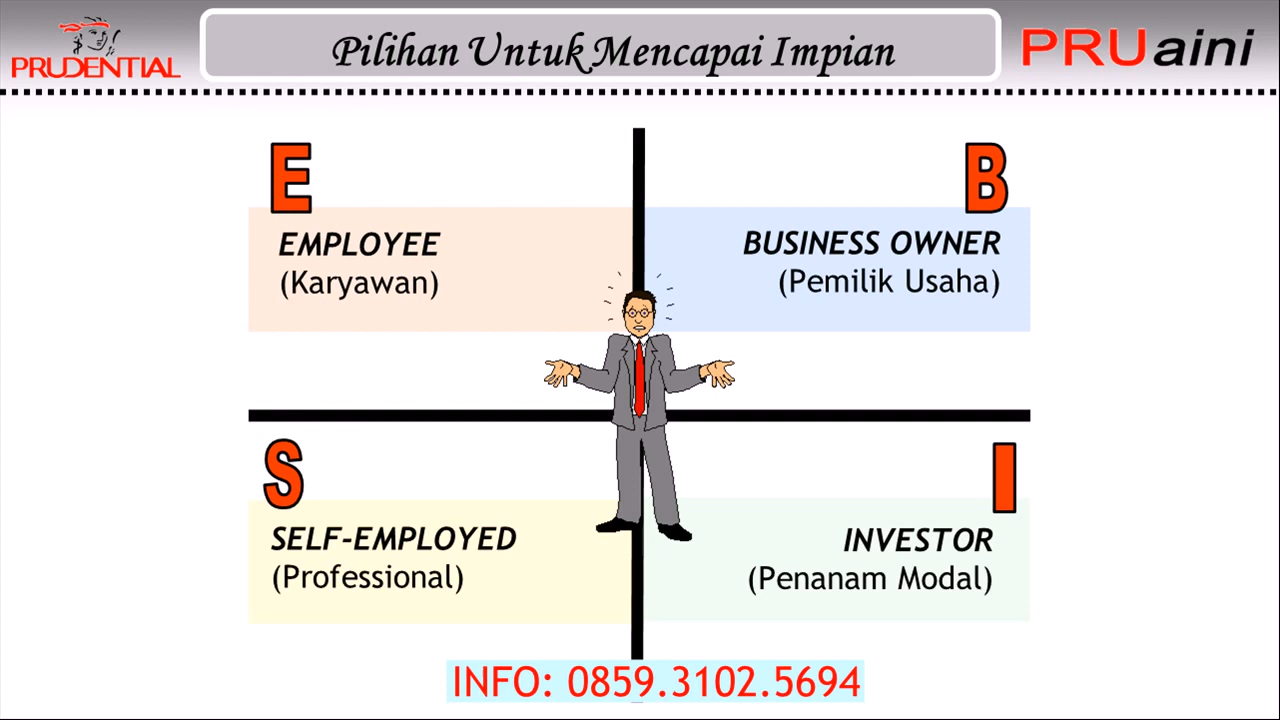 PRUDENTIAL
Pilihan Untuk Mencapai Impian
PRUaini
E
EMPLOYEE
(Karyawan)
B
BUSINESS OWNER
(Pemilik Usaha)
S
SELF-EMPLOYED
(Professional)
I
INVESTOR
(Penanam Modal)
INFO: 0859.3102.5694